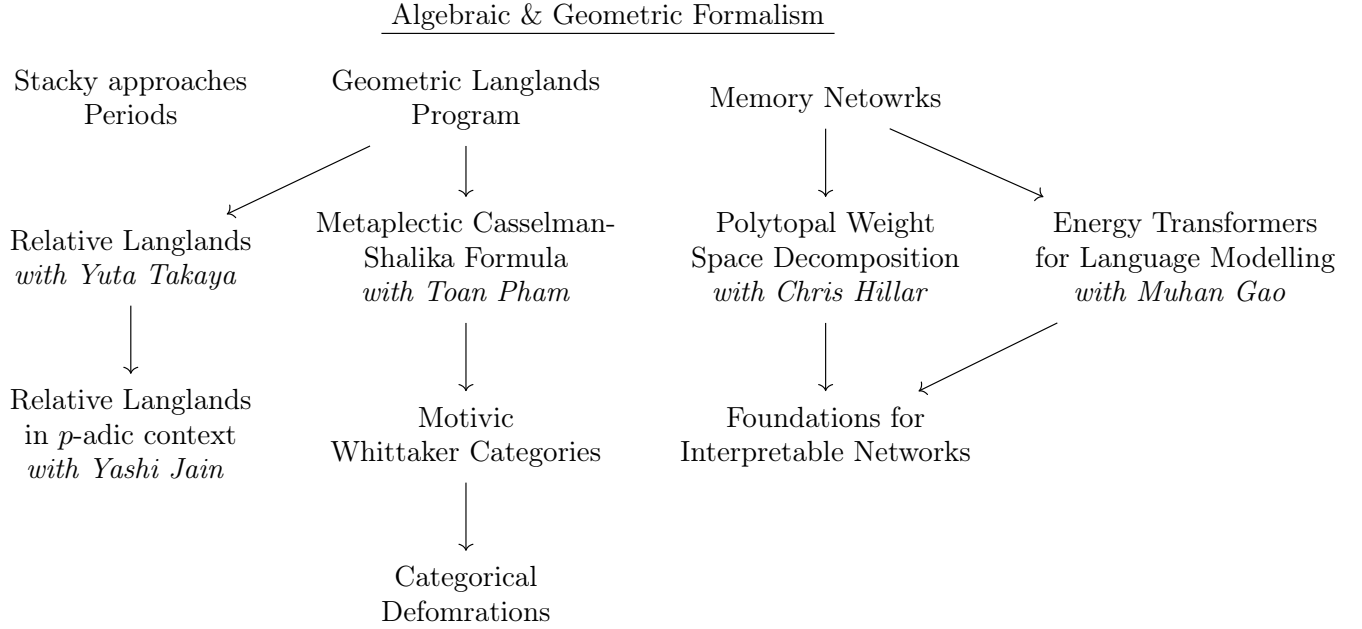 Algebraic & Geometric Formalism
Stacky approaches
Periods
Geometric Langlands
Program
Memory Netowrks
Relative Langlands
with Yuta Takaya
Metaplectic Casselman-
Shalika Formula
with Toan Pham
Polytopal Weight
Space Decomposition
with Chris Hillar
Energy Transformers
for Language Modelling
with Muhan Gao
Relative Langlands
in p-adic context
with Yashi Jain
Motivic
Whittaker Categories
Foundations for
Interpretable Networks
Categorical
Defomrations